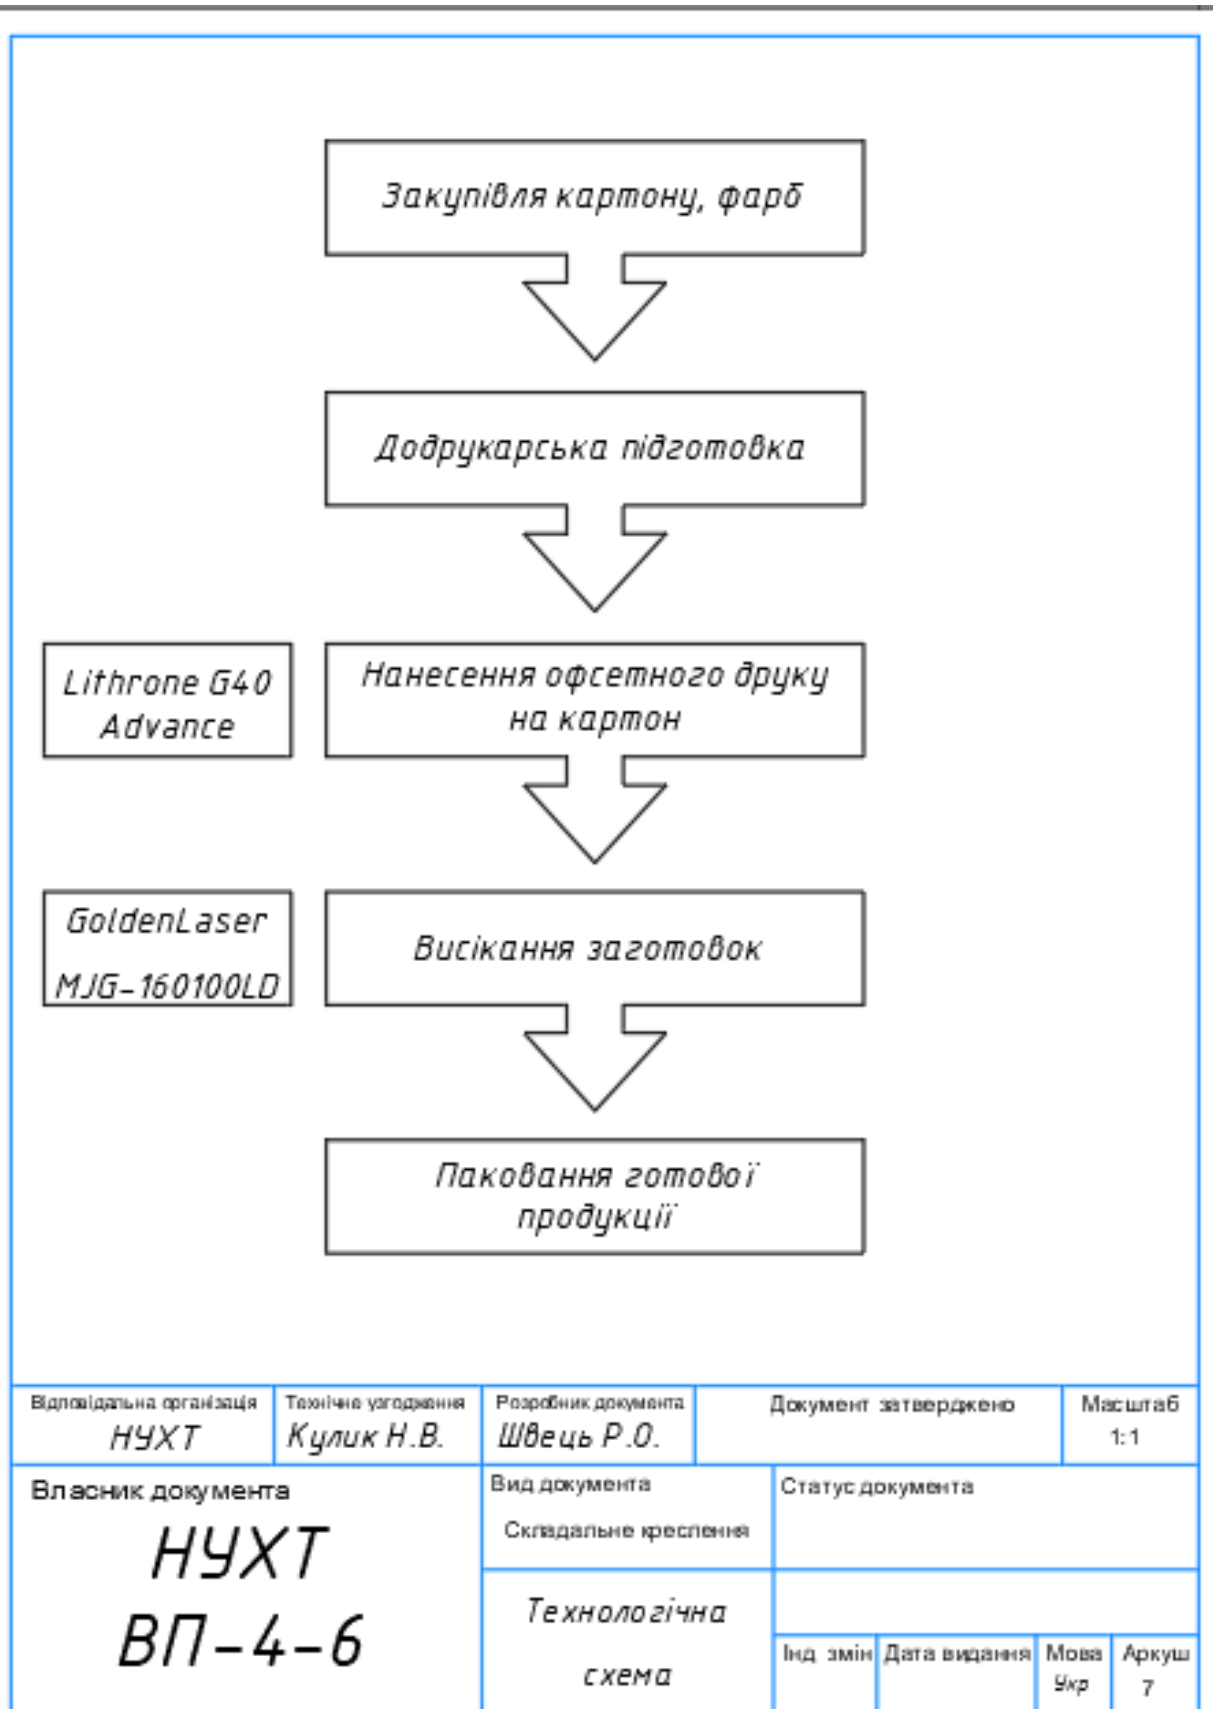 Закупівля картону, фарб
Додрукарська підготовка
Lithrone G40
Advance
Нанесення офсетного друку
на картон
GoldenLaser
MJG-160100LD
Висікання заготовок
Паковання готової
продукції
Відповідальна організація
НУХТ
Технічне узгодження
Кулик Н.В.
Розробник документа
Швець Р.О.
Документ затверджено
Масштаб
1:1
Власник документа
НУХТ
ВП-4-6
Вид документа
Складальне креслення
Статус документа
Технологічна
схема
Інд. змін
Дата видання
Мова
Укр
Аркуш
7